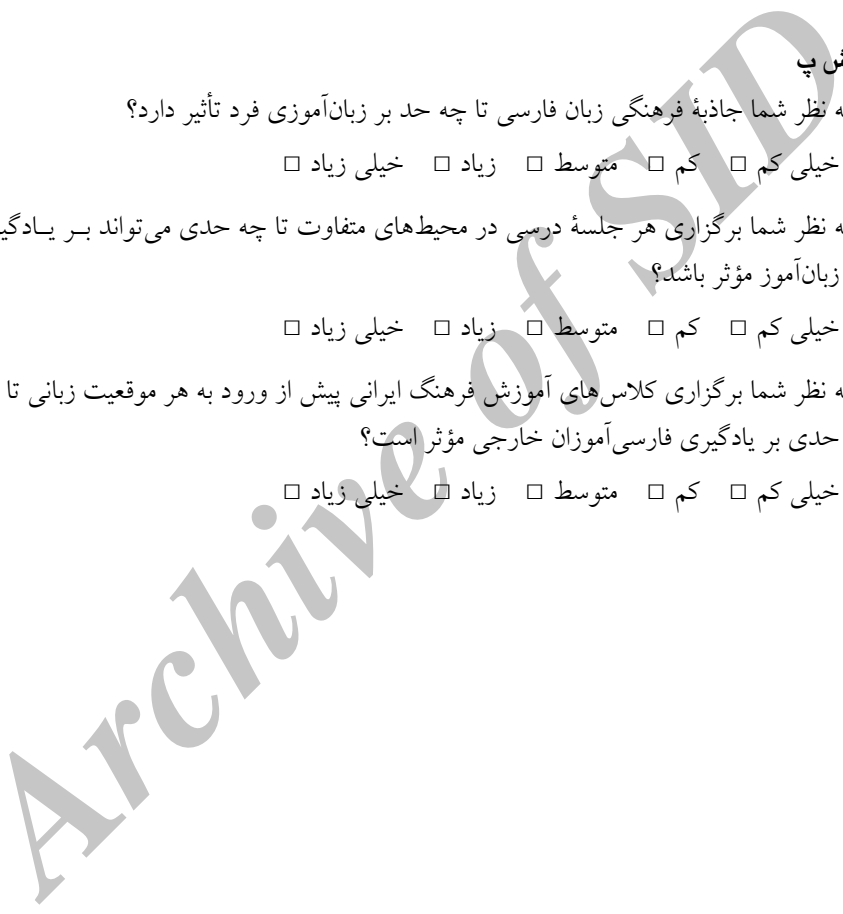 پ
نظر شما جاذبۀ فرهنگی زبان فارسی تا چه حد بر زبان‌آموزی فرد تأثیر دارد؟
خیلی کم □ کم □ متوسط □ زیاد □ خیلی زیاد □
نظر شما برگزاری هر جلسۀ درسی در محیط‌های متفاوت تا چه حدی می‌تواند بـر
زبان‌آموز مؤثر باشد؟
خیلی کم □ کم □ متوسط □ زیاد □ خیلی زیاد □
نظر شما برگزاری کلاس‌های آموزش فرهنگ ایرانی پیش از ورود به هر موقعیت زبانی تا
حدی بر یادگیری فارسی‌آموزان خارجی مؤثر است؟
خیلی کم □ کم □ متوسط □ زیاد □ خیلی زیاد □
Archive of SID